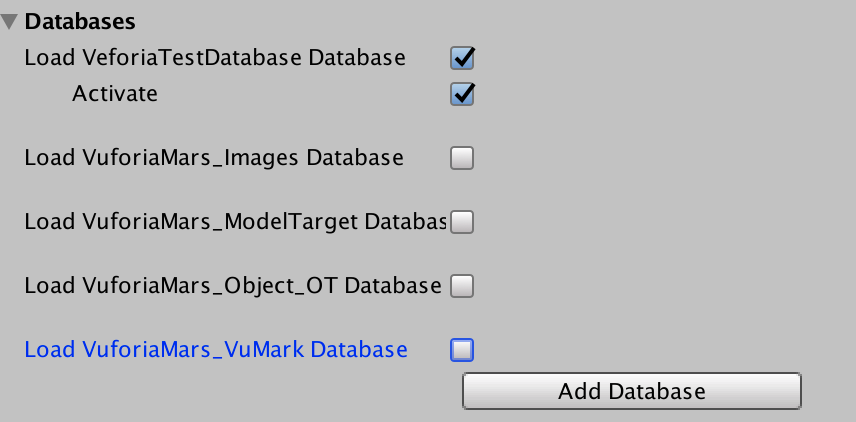 Databases
Load VeforiaTestDatabase Database
Activate
Load VuforiaMars_Images Database
Load VuforiaMars_ModelTarget Databas
Load VuforiaMars_Object_OT Database
Load VuforiaMars_VuMark Database
Add Database